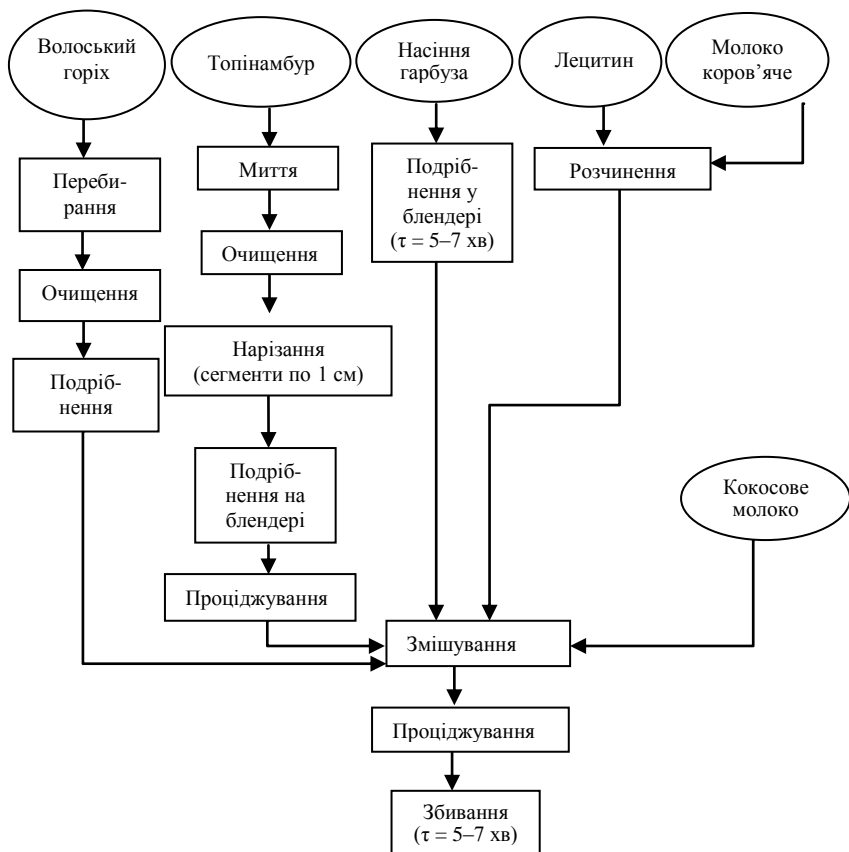 Волоський
горіх
Топінамбур
Насіння
гарбуза
Лецитин
Молоко
коров’яче
Переби-
рання
Очищення
Подріб-
нення
Миття
Очищення
Нарізання
(сегменти по 1 см)
Подріб-
нення на
блендері
Проціджування
Подріб-
нення у
блендері
(τ = 5–7 хв)
Розчинення
Кокосове
молоко
Змішування
Проціджування
Збивання
(τ = 5–7 хв)